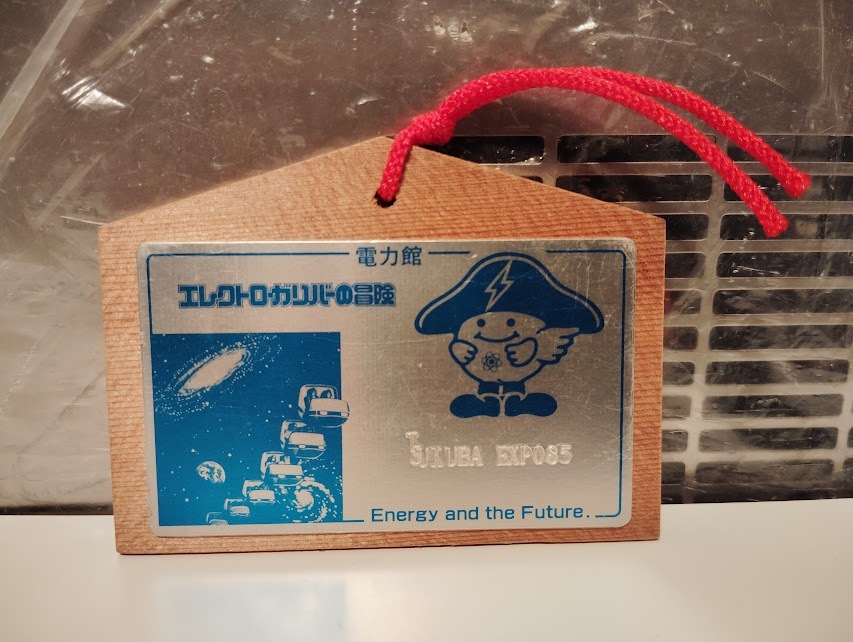 電力館
エレクトロ・ガリバーの冒険
TSUKUBA EXPO85
Energy and the Future.